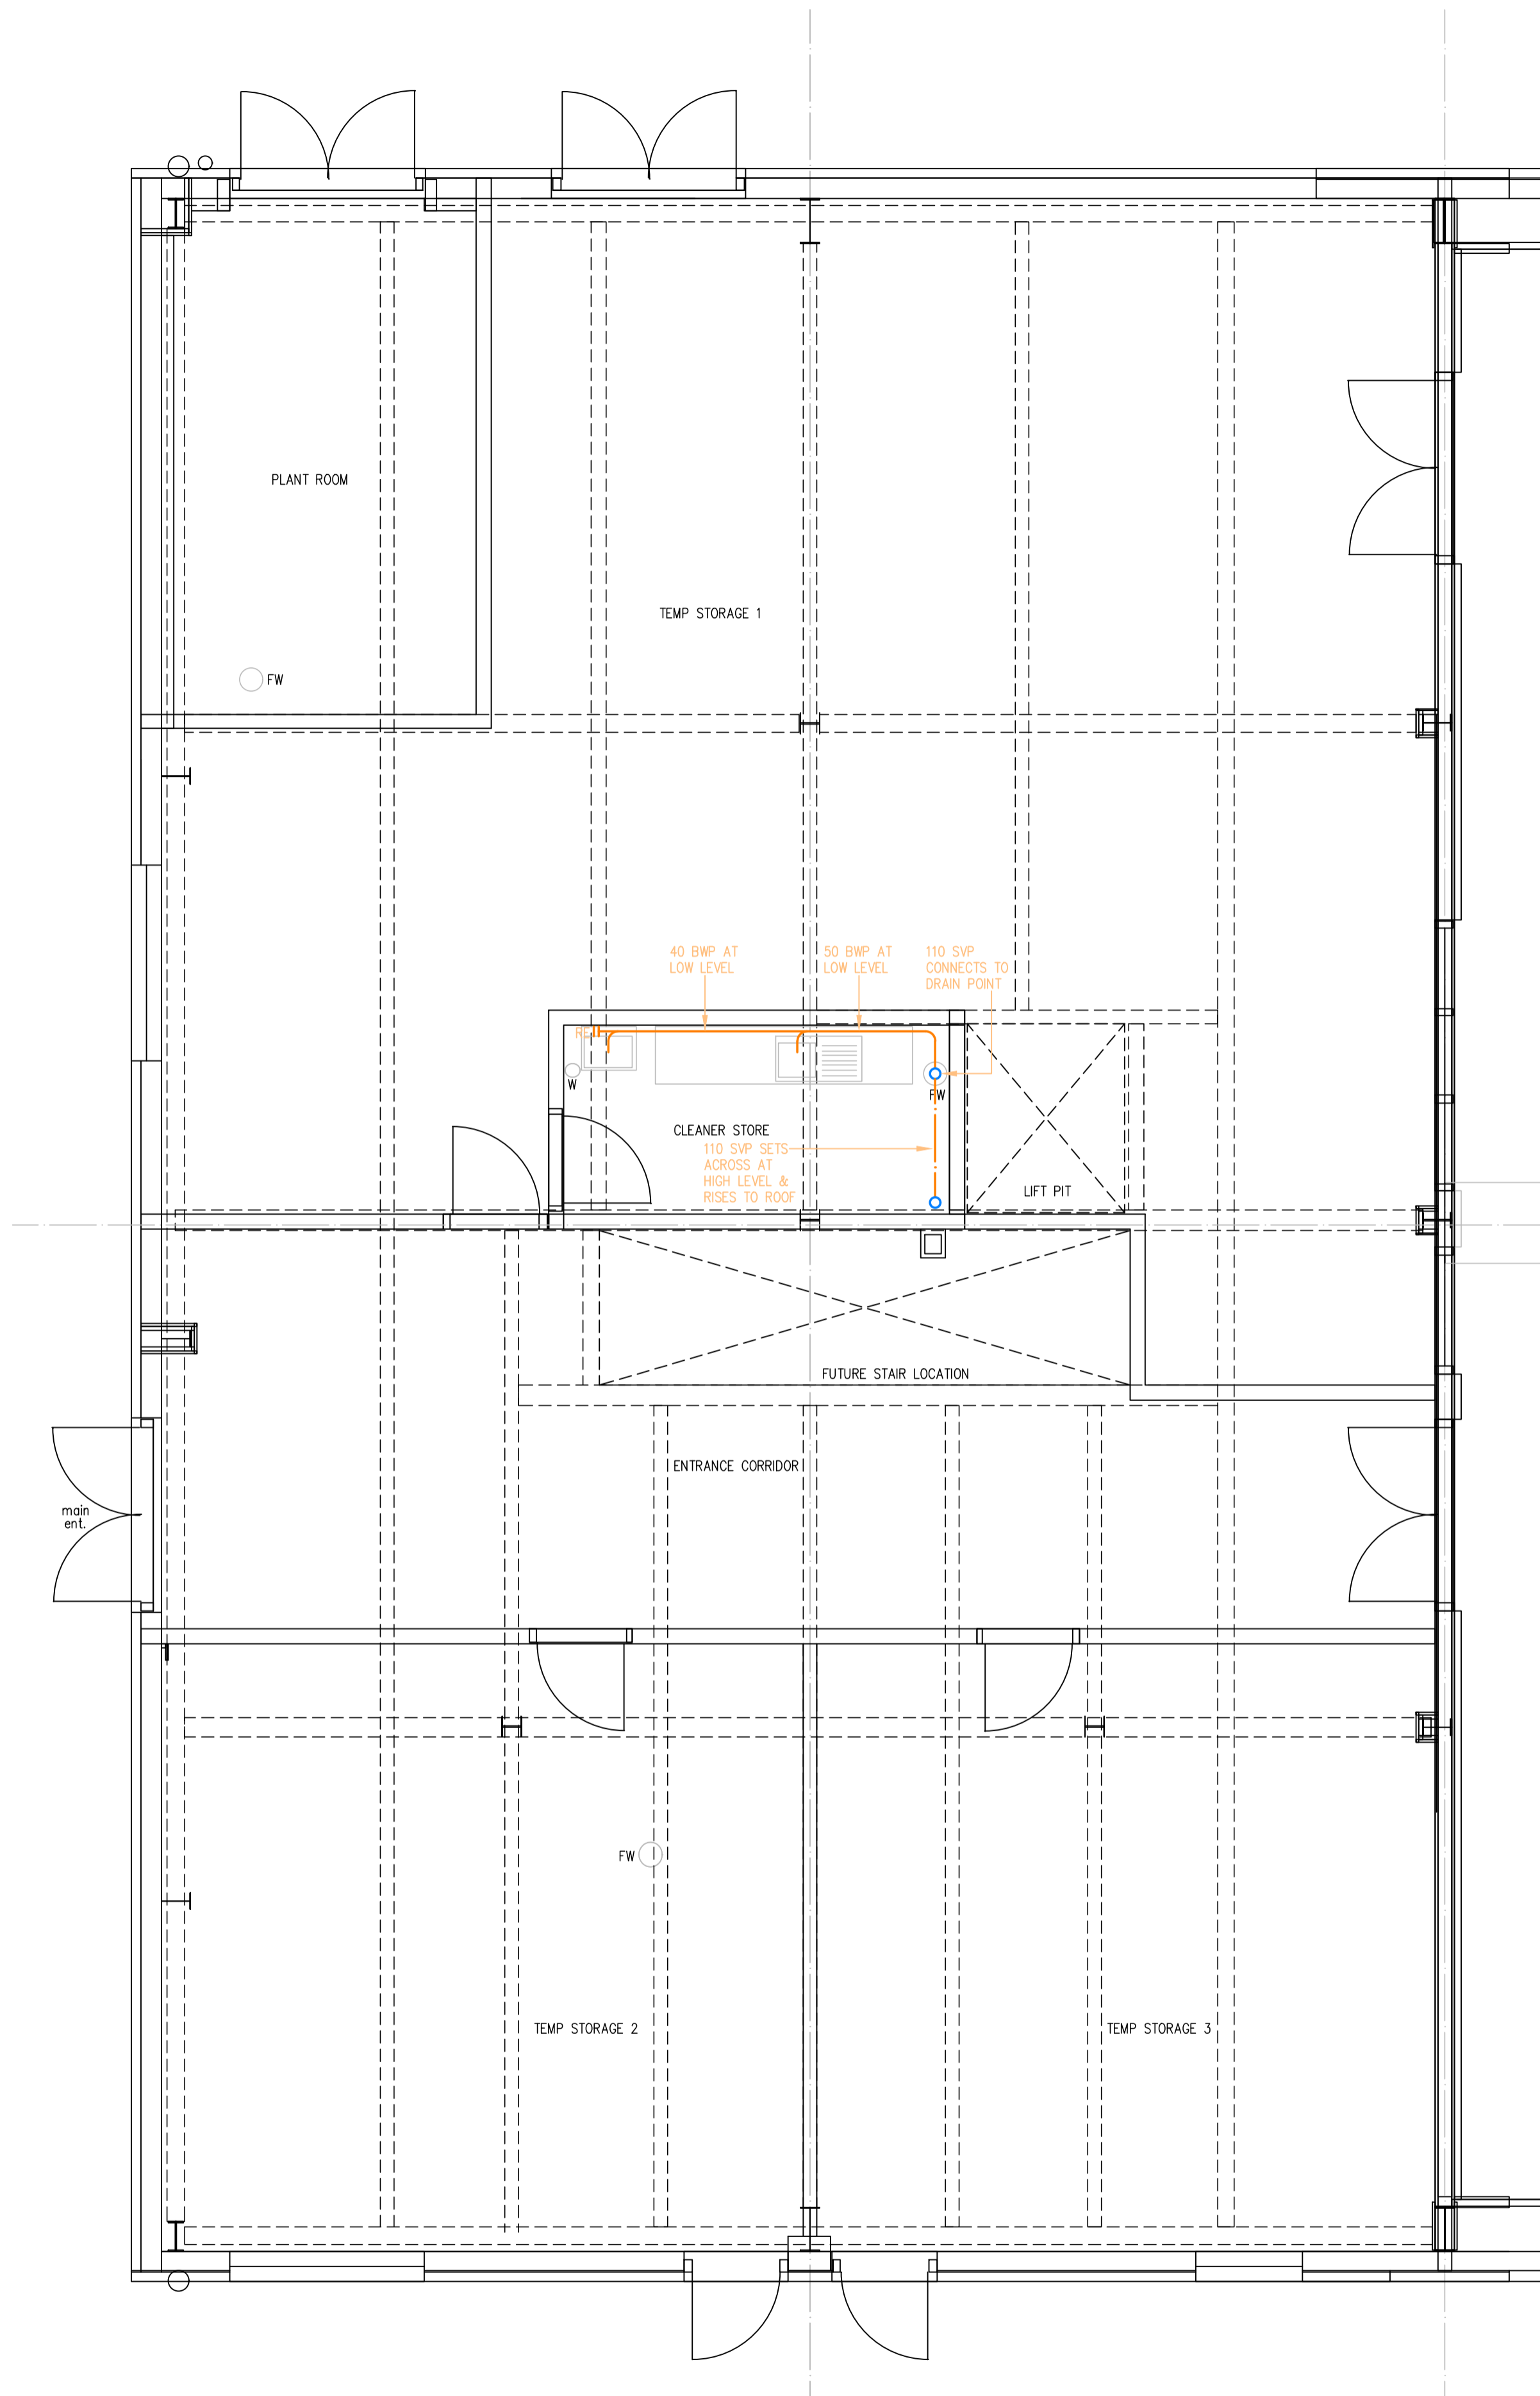 PLANT ROOM
TEMP STORAGE 1
FW
40 BWP AT
LOW LEVEL
50 BWP AT
LOW LEVEL
110 SVP
CONNECTS TO
DRAIN POINT
RE
W
FW
CLEANER STORE
110 SVP SETS
ACROSS AT
HIGH LEVEL &
RISES TO ROOF
LIFT PIT
FUTURE STAIR LOCATION
ENTRANCE CORRIDOR
main
ent.
FW
TEMP STORAGE 2
TEMP STORAGE 3